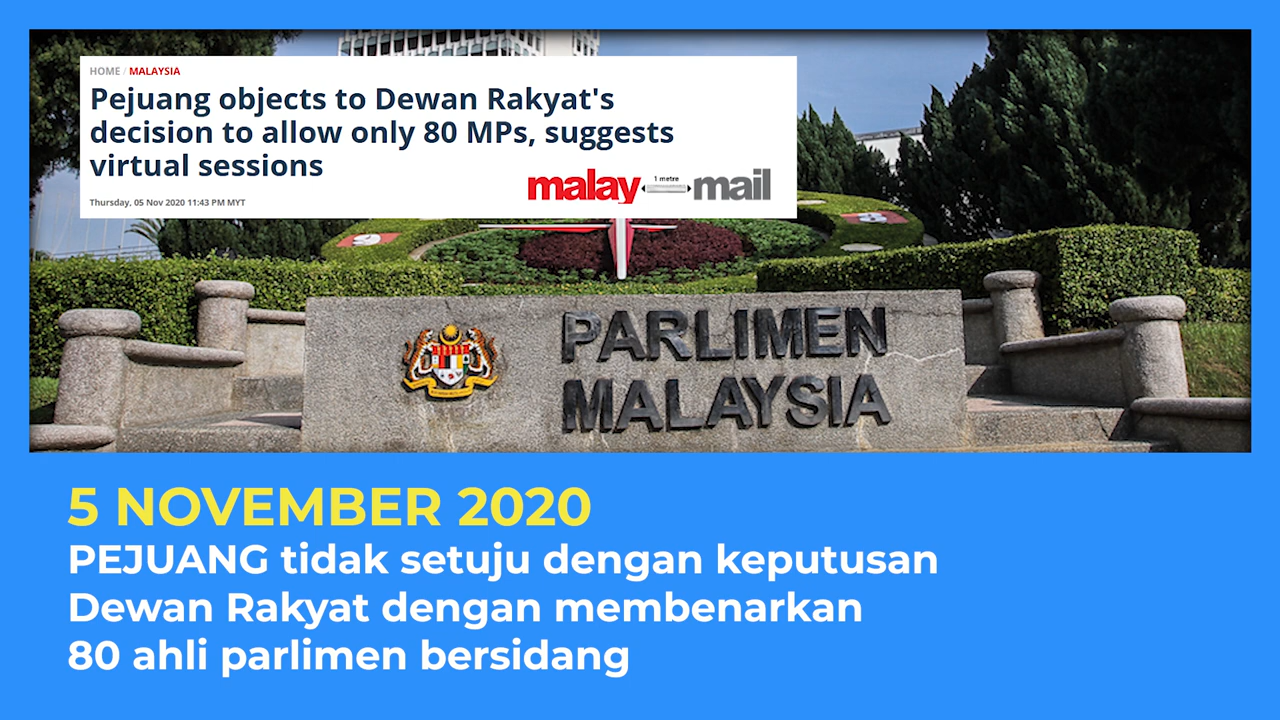 HOME / MALAYSIA
Pejuang objects to Dewan Rakyat's
decision to allow only 80 MPs, suggests
virtual sessions
malay 1 metre mail
Thursday, 05 Nov 2020 11:43 PM MYT
PARLIMEN
MALAYSIA
5 NOVEMBER 2020
PEJUANG tidak setuju dengan keputusan
Dewan Rakyat dengan membenarkan
80 ahli parlimen bersidang